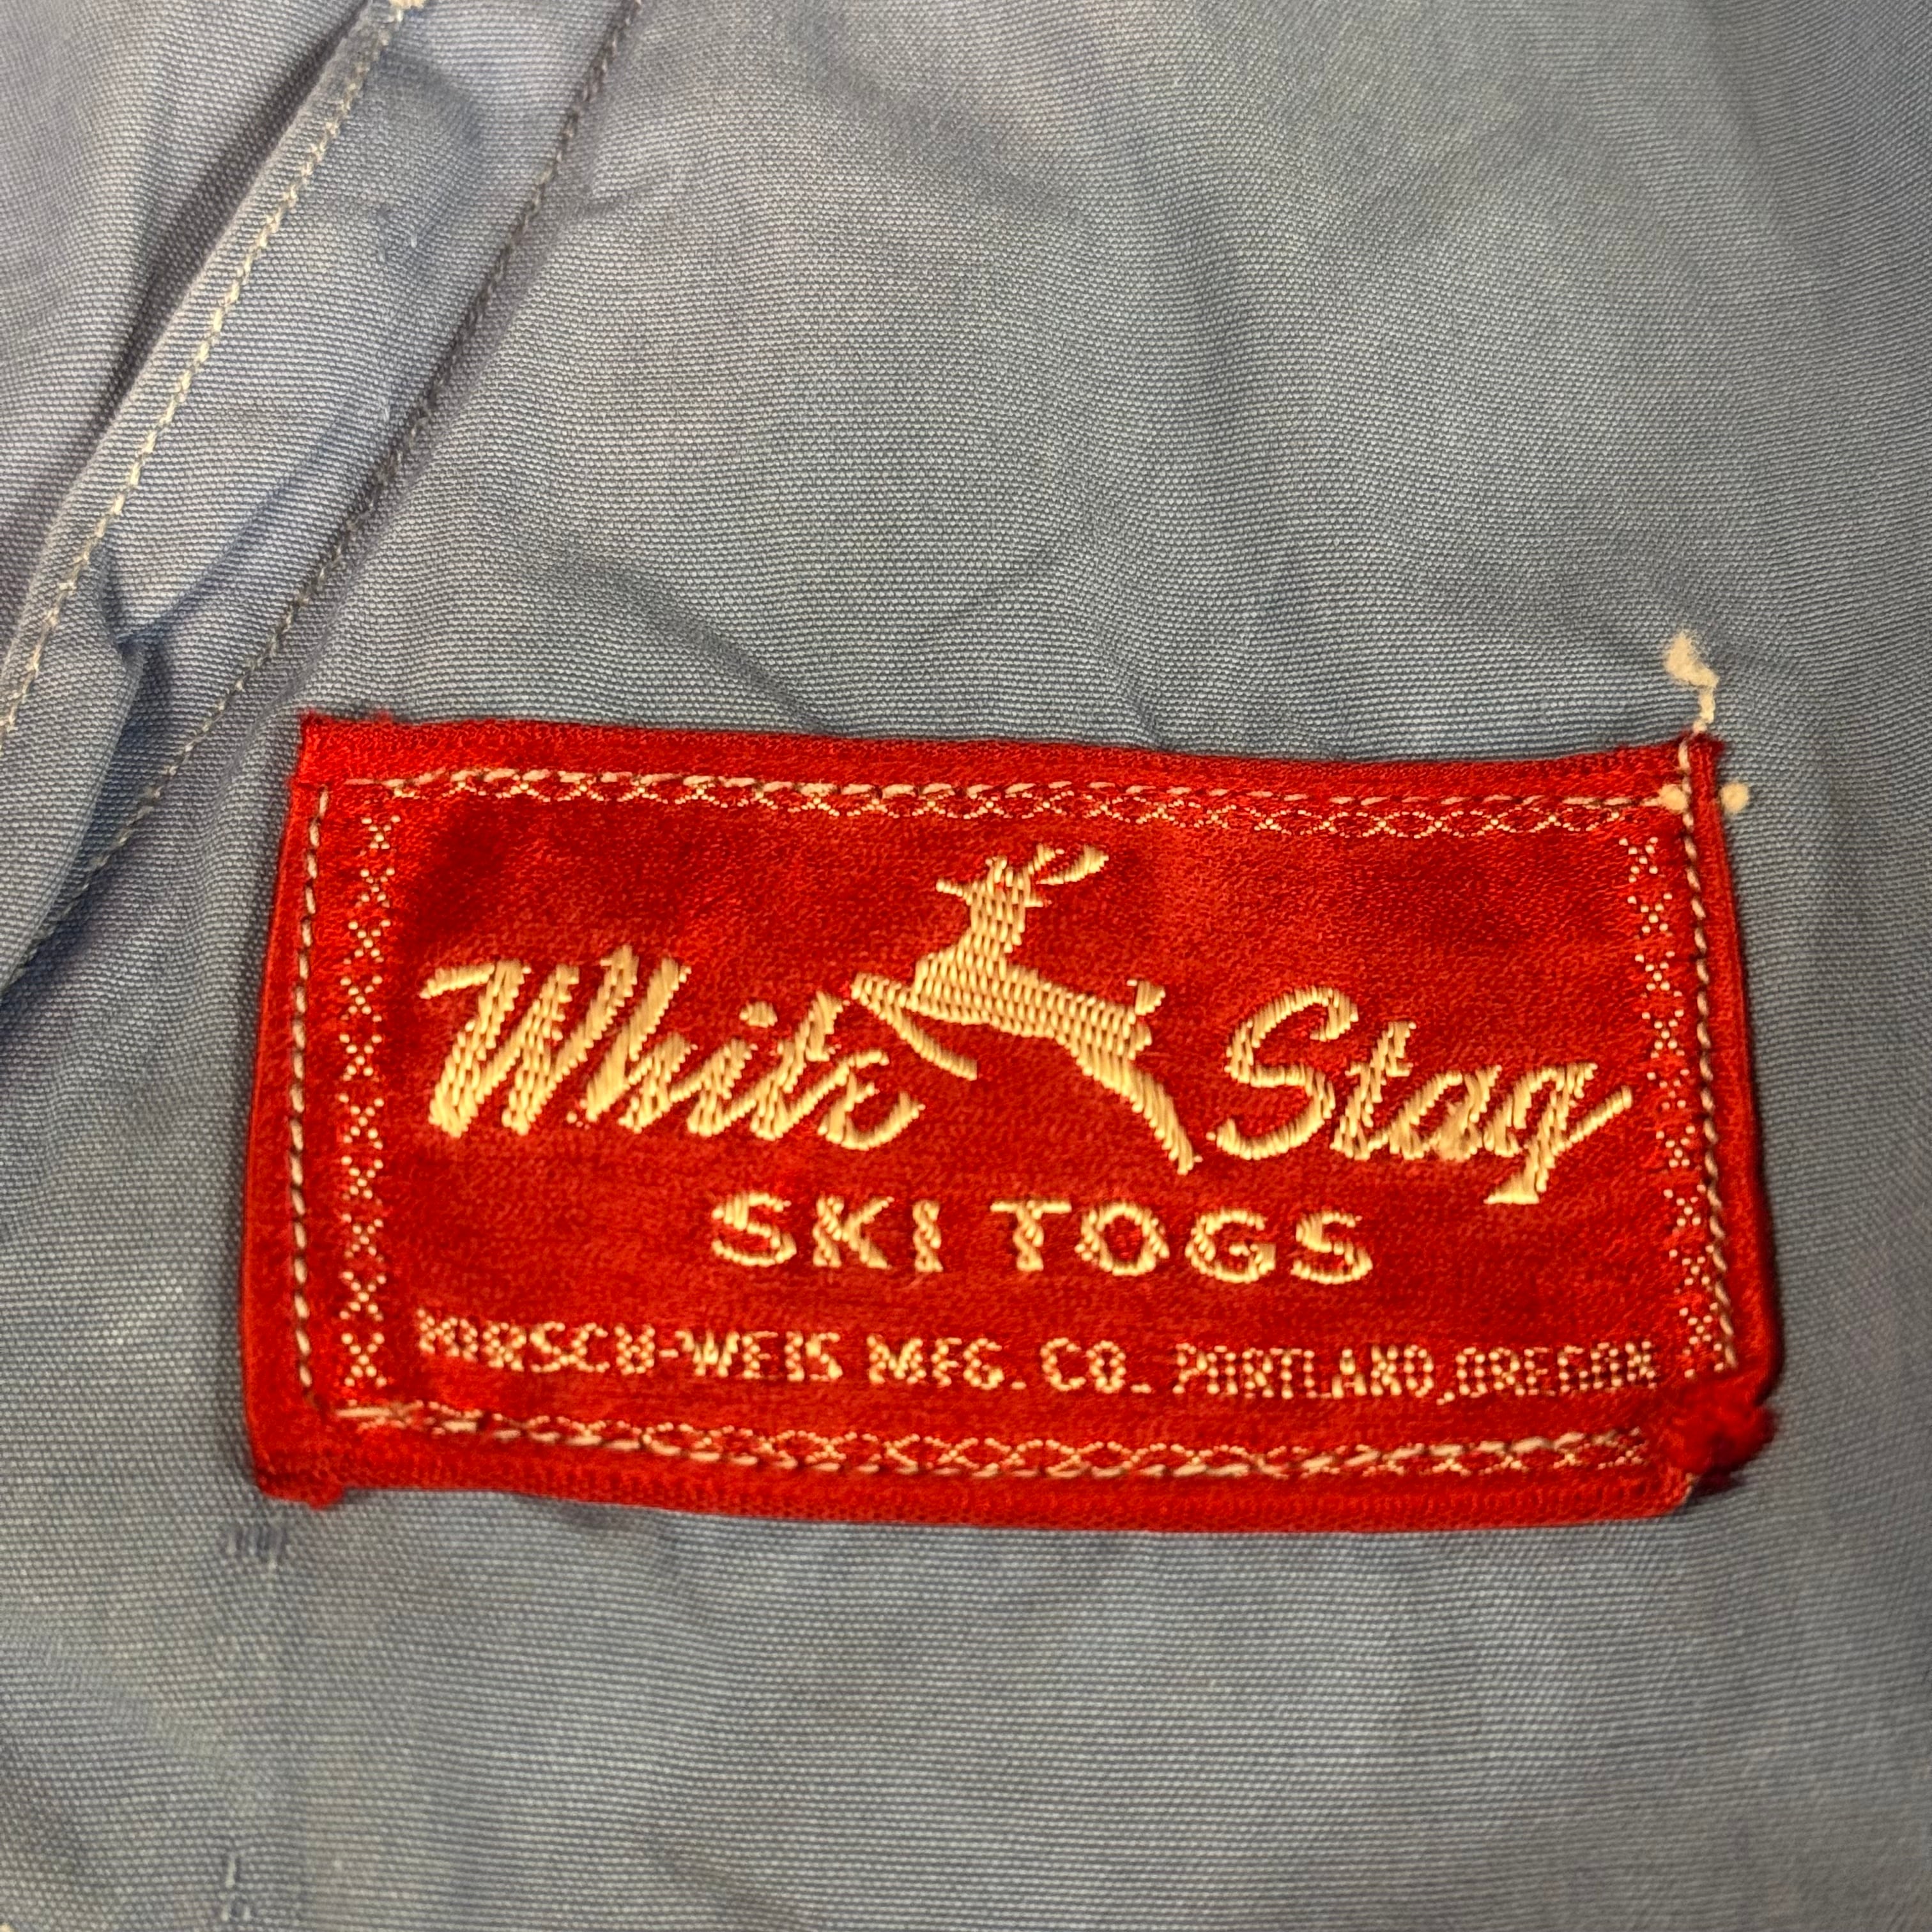 White Stag
SKI TOGS
HIRSCH-WEIS MFG. CO. PORTLAND, OREGON